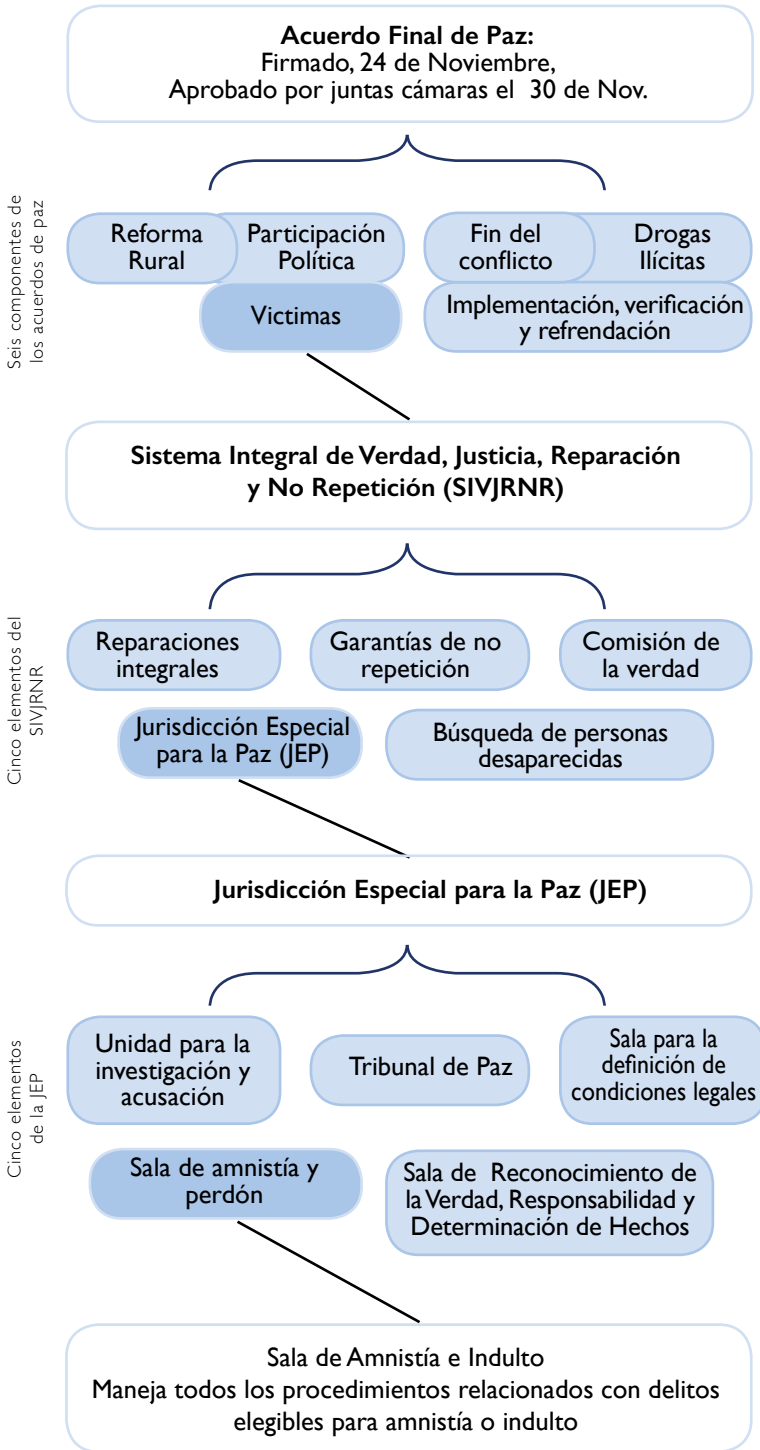 Acuerdo Final de Paz:
Firmado, 24 de Noviembre,
Aprobado por juntas cámaras el 30 de Nov.
Seis componentes de
los acuerdos de paz
Reforma
Rural
Participación
Política
Fin del
conflicto
Drogas
Ilícitas
Victimas
Implementación, verificación
y refrendación
Sistema Integral de Verdad, Justicia, Reparación
y No Repetición (SIVJRNR)
Cinco elementos del
SIVJRNR
Reparaciones
integrales
Garantías de no
repetición
Comisión de
la verdad
Jurisdicción Especial
para la Paz (JEP)
Búsqueda de personas
desaparecidas
Jurisdicción Especial para la Paz (JEP)
Cinco elementos
de la JEP
Unidad para la
investigación y
acusación
Tribunal de Paz
Sala para la
definición de
condiciones legales
Sala de amnistía y
perdón
Sala de Reconocimiento de
la Verdad, Responsabilidad y
Determinación de Hechos
Sala de Amnistía e Indulto
Maneja todos los procedimientos relacionados con delitos
elegibles para amnistía o indulto